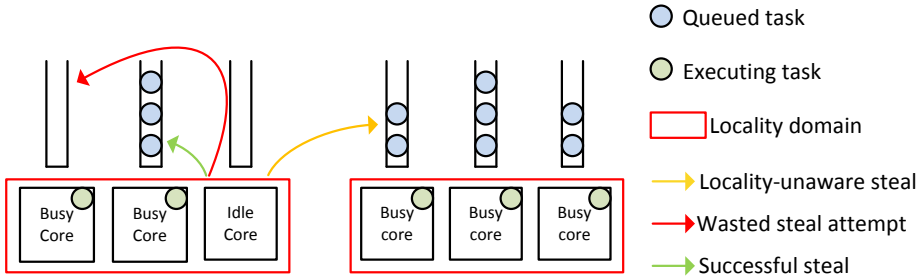 Queued task
Executing task
Locality domain
Locality-unaware steal
Wasted steal attempt
Successful steal
Busy
Core
Busy
Core
Idle
Core
Busy
core
Busy
core
Busy
core